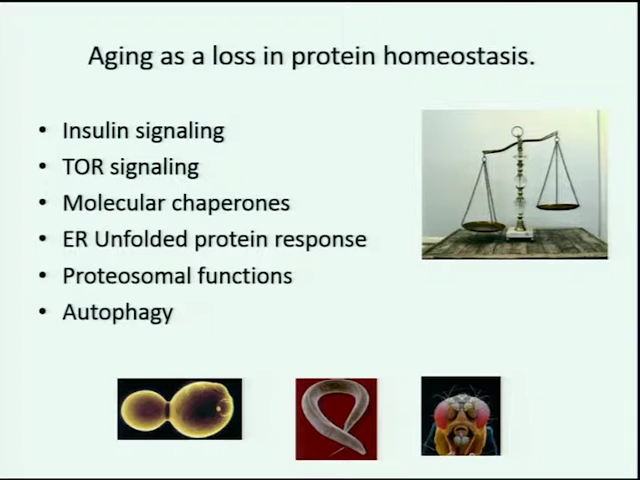 Aging as a loss in protein homeostasis.
• Insulin signaling
• TOR signaling
• Molecular chaperones
• ER Unfolded protein response
• Proteosomal functions
• Autophagy